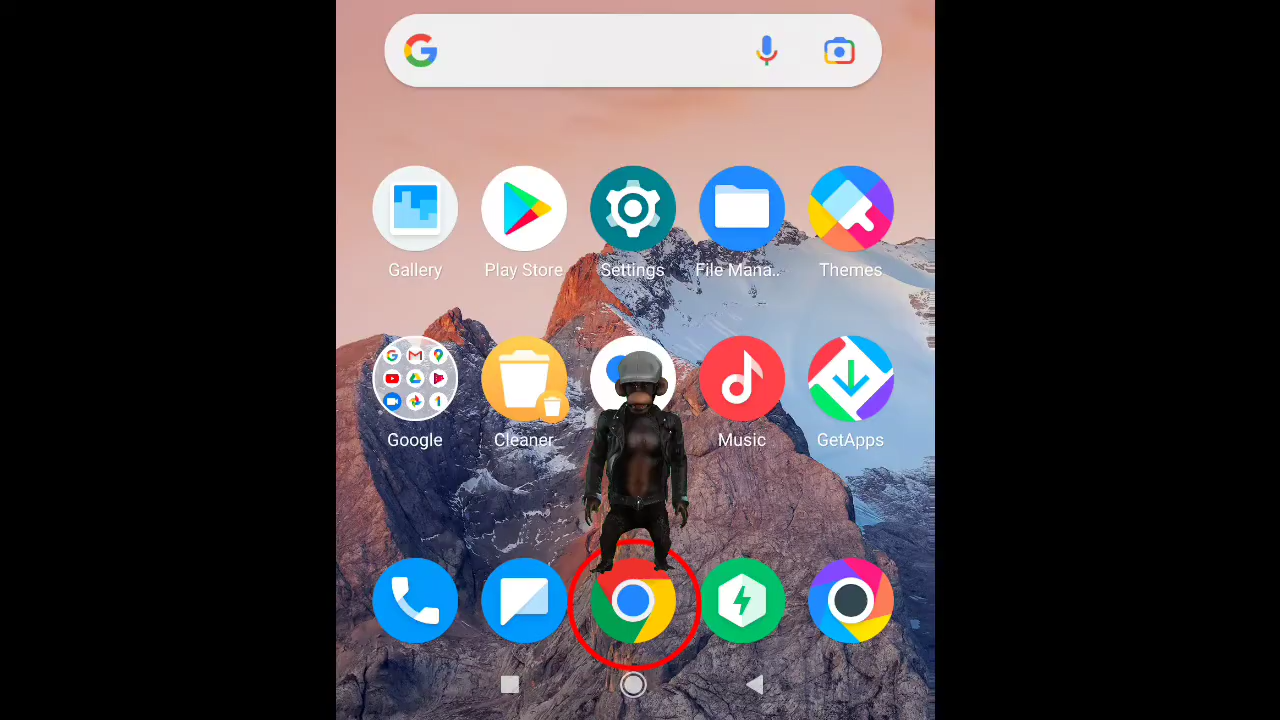 Gallery
Play Store
Settings
File Mana..
Themes
Google
Cleaner
Music
GetApps